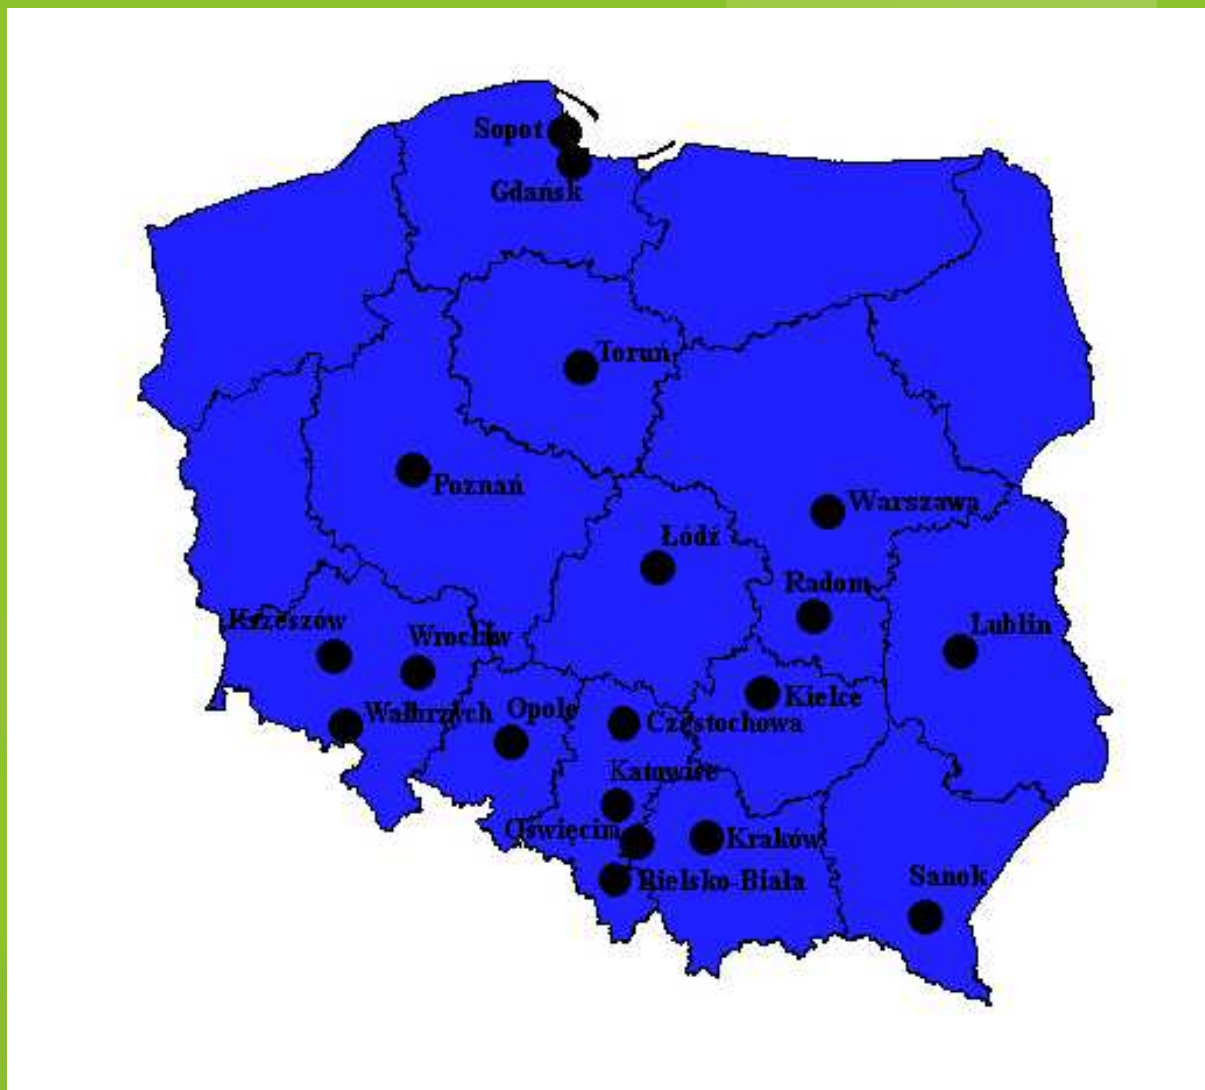 Sopot
Gdańsk
Toruń
Poznań
Warszawa
Łódź
Radom
Krzeszów
Wrocław
Lublin
Kielce
Wałbrzych
Opole
Częstochowa
Katowice
Oświęcim
Kraków
Bielsko-Biała
Sanok